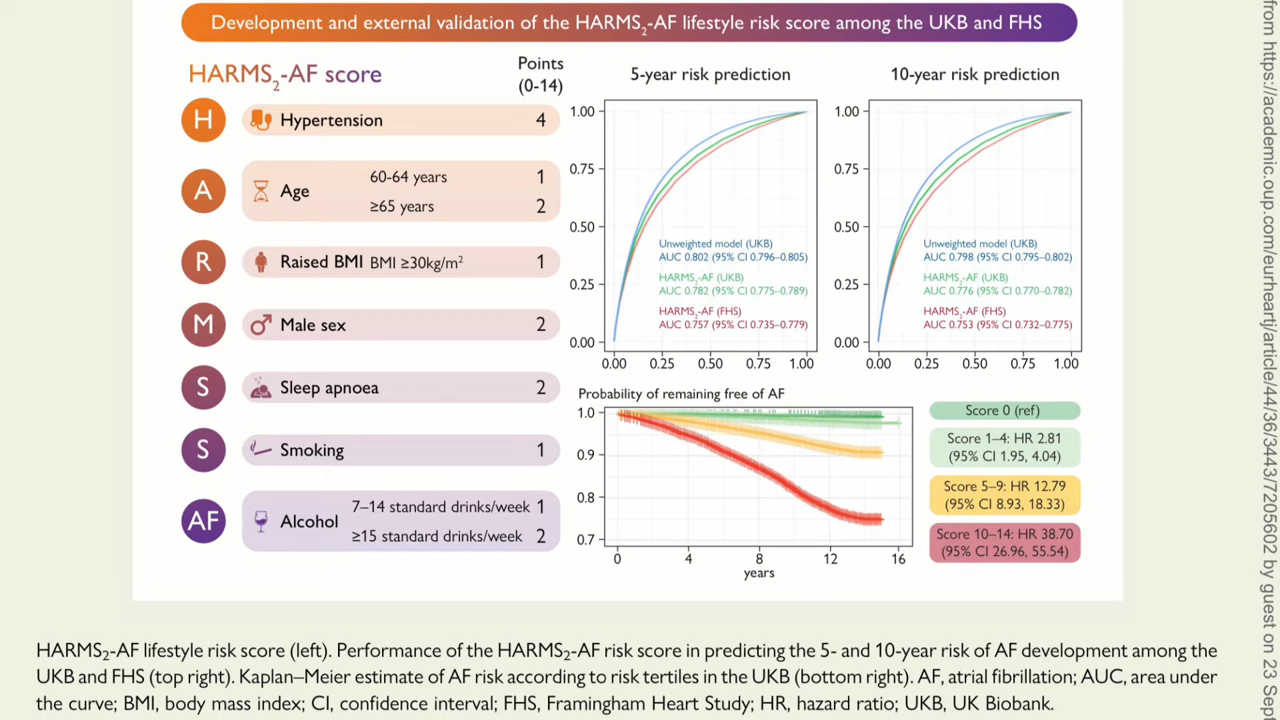 Development and external validation of the HARMS₂-AF lifestyle risk score among the UKB and FHS
HARMS₂-AF score
Points
(0-14)
H
Hypertension
4
A
Age
60-64 years
1
≥65 years
2
R
Raised BMI
BMI ≥30kg/m²
1
M
Male sex
2
S
Sleep apnoea
2
S
Smoking
1
AF
Alcohol
7–14 standard drinks/week
1
≥15 standard drinks/week
2
5-year risk prediction
1.00
0.75
0.50
0.25
0.00
Unweighted model (UKB)
AUC 0.802 (95% CI 0.796–0.805)
HARMS₂-AF (UKB)
AUC 0.782 (95% CI 0.775–0.789)
HARMS₂-AF (FHS)
AUC 0.757 (95% CI 0.735–0.779)
0.00 0.25 0.50 0.75 1.00
10-year risk prediction
1.00
0.75
0.50
0.25
0.00
Unweighted model (UKB)
AUC 0.798 (95% CI 0.795–0.802)
HARMS₂-AF (UKB)
AUC 0.776 (95% CI 0.770–0.782)
HARMS₂-AF (FHS)
AUC 0.753 (95% CI 0.732–0.775)
0.00 0.25 0.50 0.75 1.00
Probability of remaining free of AF
1.0
0.9
0.8
0.7
0 4 8 12 16
years
Score 0 (ref)
Score 1–4: HR 2.81
(95% CI 1.95, 4.04)
Score 5–9: HR 12.79
(95% CI 8.93, 18.33)
Score 10–14: HR 38.70
(95% CI 26.96, 55.54)
HARMS₂-AF lifestyle risk score (left). Performance of the HARMS₂-AF risk score in predicting the 5- and 10-year risk of AF development among the
UKB and FHS (top right). Kaplan–Meier estimate of AF risk according to risk tertiles in the UKB (bottom right). AF, atrial fibrillation; AUC, area under
the curve; BMI, body mass index; CI, confidence interval; FHS, Framingham Heart Study; HR, hazard ratio; UKB, UK Biobank.
from https://academic.oup.com/eurheartj/article/44/36/3443/7205602 by guest on 23 Sept